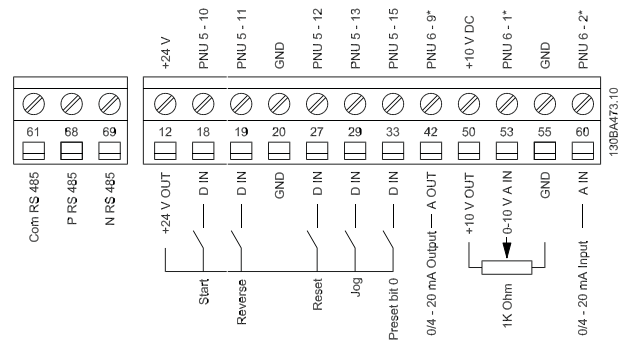 +24 V
PNU 5 - 10
PNU 5 - 11
GND
PNU 5 - 12
PNU 5 - 13
PNU 5 - 15
PNU 6 - 9*
+10 V DC
PNU 6 - 1*
GND
PNU 6 - 2*
61
68
69
12
18
19
20
27
29
33
42
50
53
55
60
130BA473.10
Com RS 485
P RS 485
N RS 485
+24 V OUT
D IN
D IN
GND
D IN
D IN
D IN
0/4 - 20 mA Output — A OUT
+10 V OUT
0-10 V A IN
GND
0/4 - 20 mA Input — A IN
Start
Reverse
Reset
Jog
Preset bit 0
1K Ohm